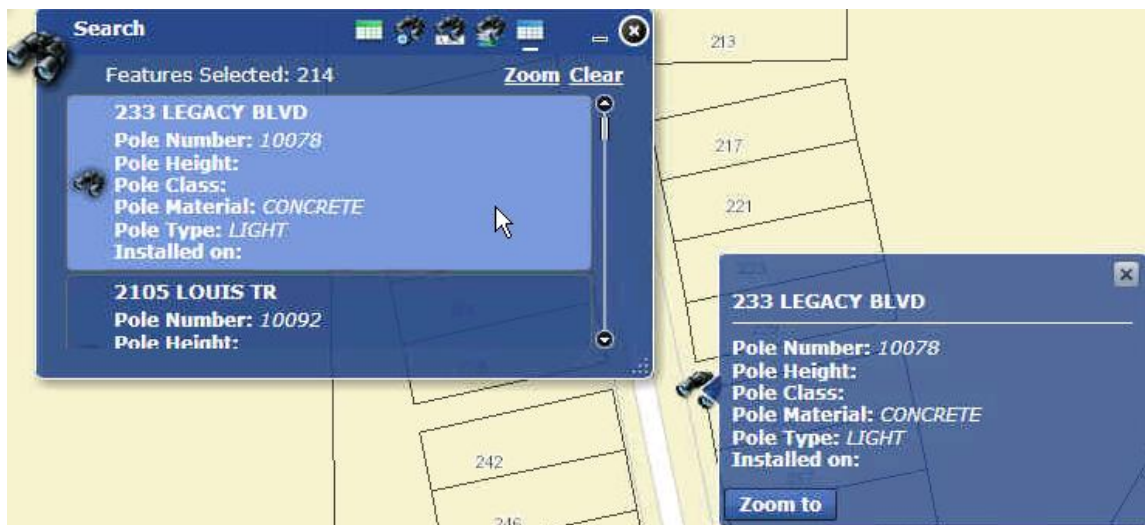 Search
Features Selected: 214 Zoom Clear
233 LEGACY BLVD
Pole Number: 10078
Pole Height:
Pole Class:
Pole Material: CONCRETE
Pole Type: LIGHT
Installed on:
2105 LOUIS TR
Pole Number: 10092
Pole Height:
213
217
221
233 LEGACY BLVD
Pole Number: 10078
Pole Height:
Pole Class:
Pole Material: CONCRETE
Pole Type: LIGHT
Installed on:
Zoom to
242
246